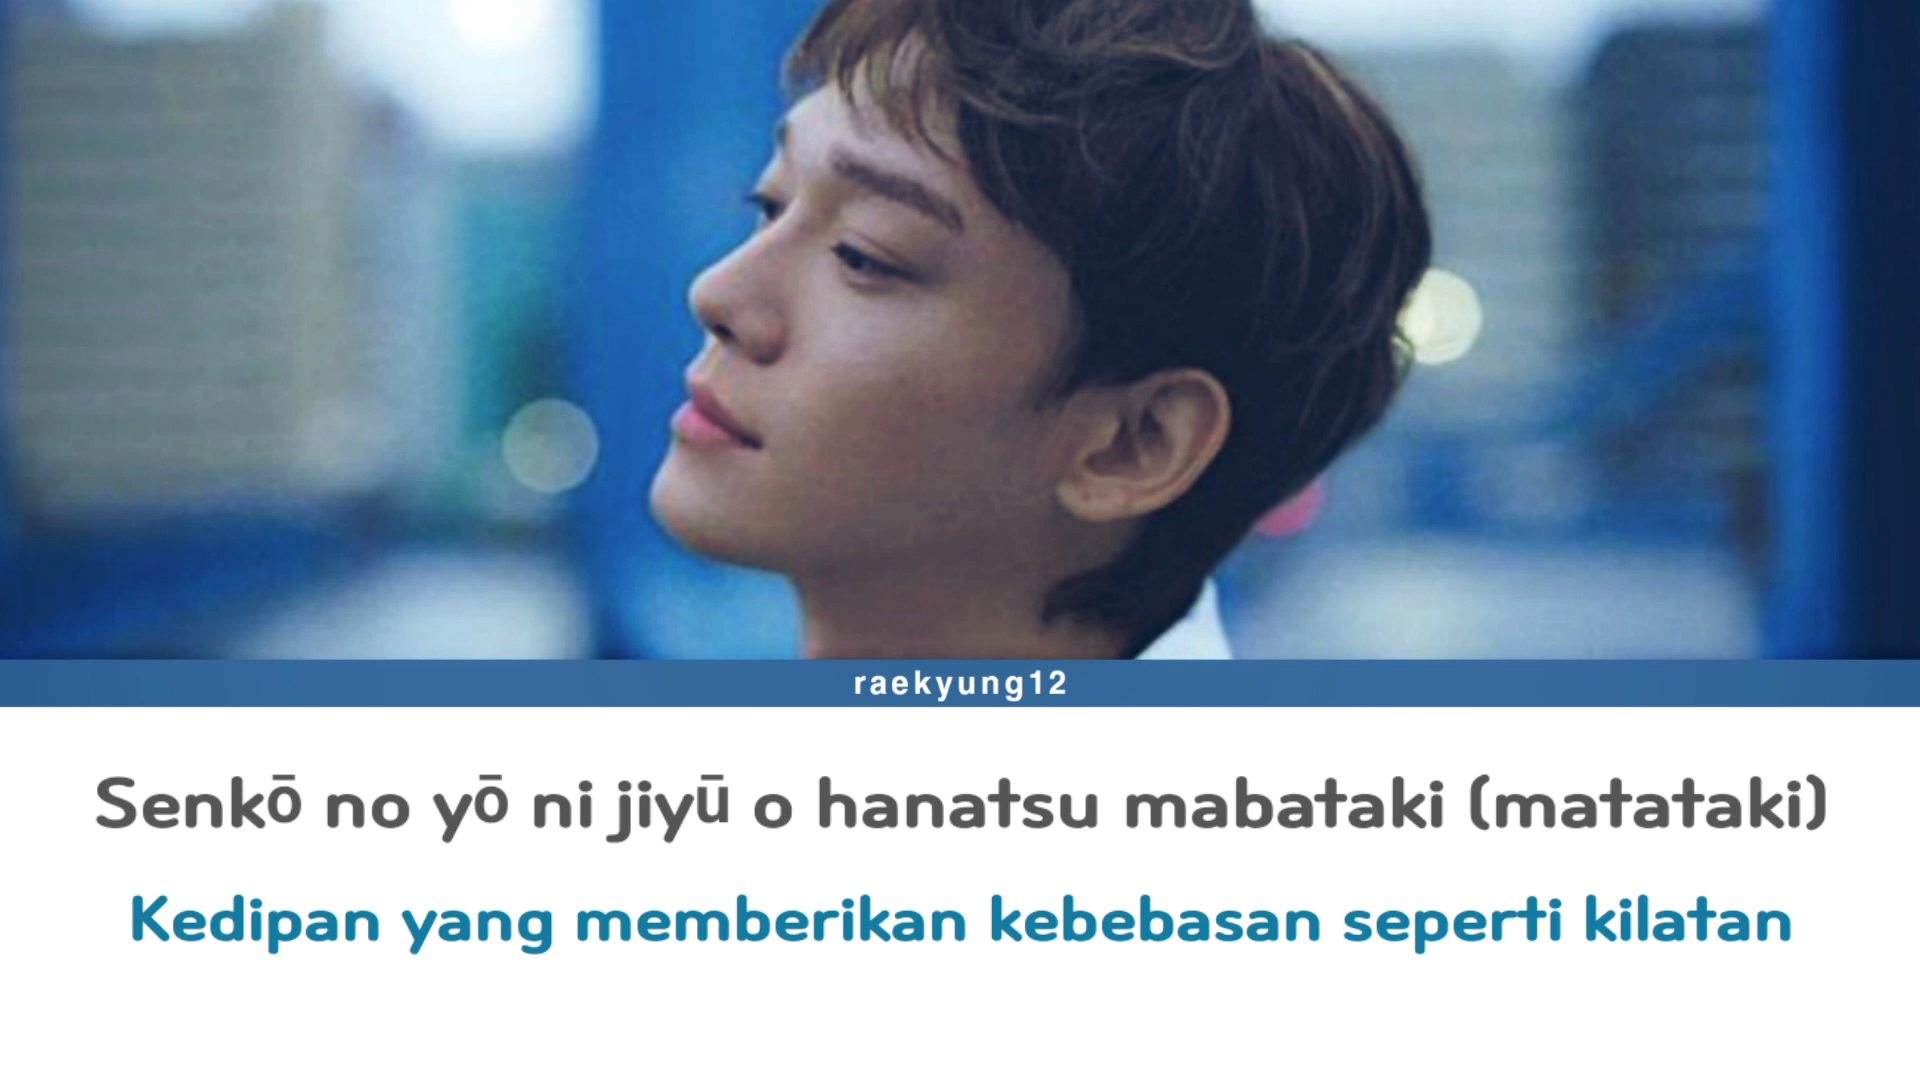 raekyung12
Senkō no yō ni jiyū o hanatsu mabataki (matataki)
Kedipan yang memberikan kebebasan seperti kilatan